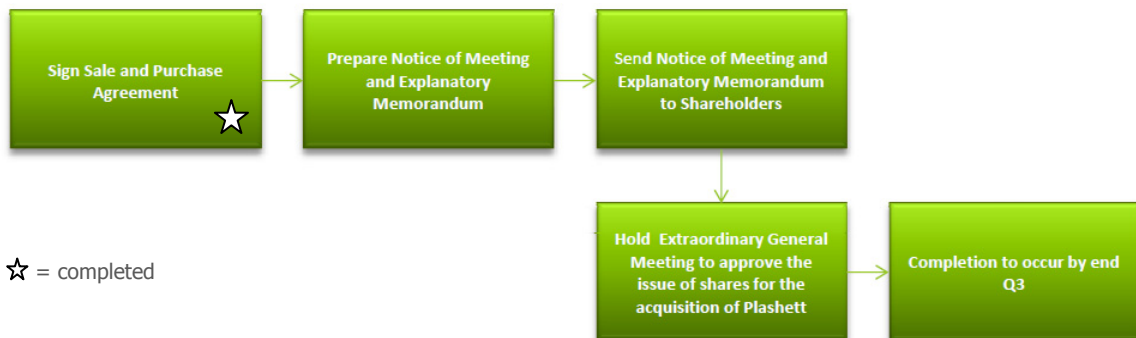 Sign Sale and Purchase
Agreement
Prepare Notice of Meeting
and Explanatory
Memorandum
Send Notice of Meeting and
Explanatory Memorandum
to Shareholders
Hold Extraordinary General
Meeting to approve the
issue of shares for the
acquisition of Plashett
Completion to occur by end
Q3
= completed